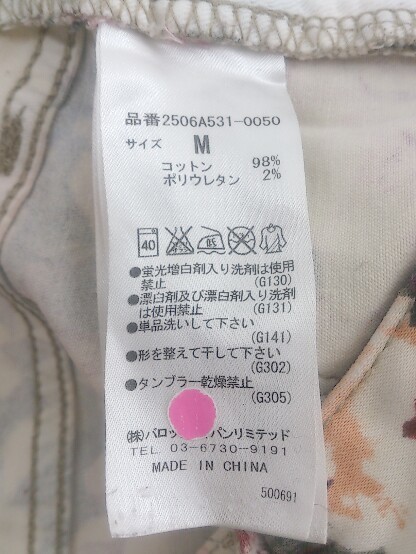 品番2506A531-0050
サイズ M
コットン 98%
ポリウレタン 2%
40
●蛍光増白剤入り洗剤は使用
禁止 (G130)
●漂白剤及び漂白剤入り洗剤
は使用禁止 (G131)
●単品洗いして下さい
(G141)
●形を整えて干して下さい
(G302)
●タンブラー乾燥禁止
(G305)
(株)バロッ パンリミテッド
TEL 03-6730-9191
MADE IN CHINA
500691